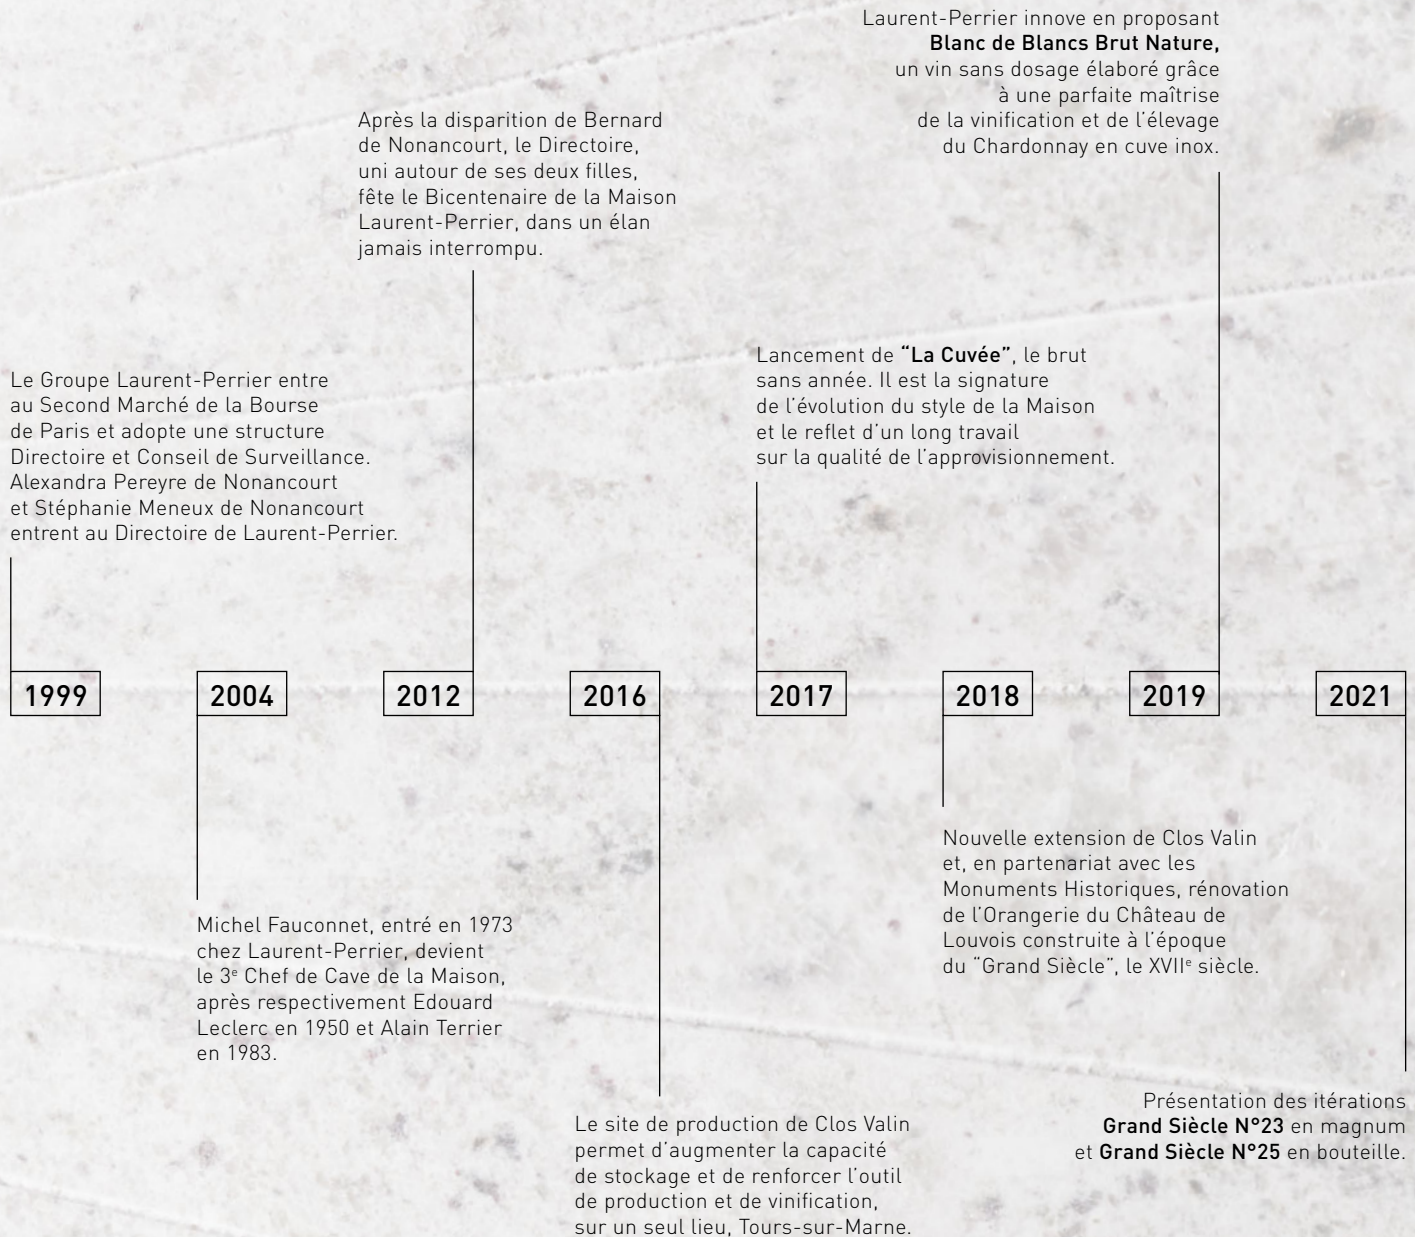 Laurent-Perrier innove en proposant
Blanc de Blancs Brut Nature,
un vin sans dosage élaboré grâce
à une parfaite maîtrise
de la vinification et de l’élevage
du Chardonnay en cuve inox.
Après la disparition de Bernard
de Nonancourt, le Directoire,
uni autour de ses deux filles,
fête le Bicentenaire de la Maison
Laurent-Perrier, dans un élan
jamais interrompu.
Lancement de “La Cuvée”, le brut
sans année. Il est la signature
de l’évolution du style de la Maison
et le reflet d’un long travail
sur la qualité de l’approvisionnement.
Le Groupe Laurent-Perrier entre
au Second Marché de la Bourse
de Paris et adopte une structure
Directoire et Conseil de Surveillance.
Alexandra Pereyre de Nonancourt
et Stéphanie Meneux de Nonancourt
entrent au Directoire de Laurent-Perrier.
1999
2004
2012
2016
2017
2018
2019
2021
Nouvelle extension de Clos Valin
et, en partenariat avec les
Monuments Historiques, rénovation
de l’Orangerie du Château de
Louvois construite à l’époque
du “Grand Siècle”, le XVIIe siècle.
Michel Fauconnet, entré en 1973
chez Laurent-Perrier, devient
le 3e Chef de Cave de la Maison,
après respectivement Edouard
Leclerc en 1950 et Alain Terrier
en 1983.
Présentation des itérations
Grand Siècle N°23 en magnum
et Grand Siècle N°25 en bouteille.
Le site de production de Clos Valin
permet d’augmenter la capacité
de stockage et de renforcer l’outil
de production et de vinification,
sur un seul lieu, Tours-sur-Marne.